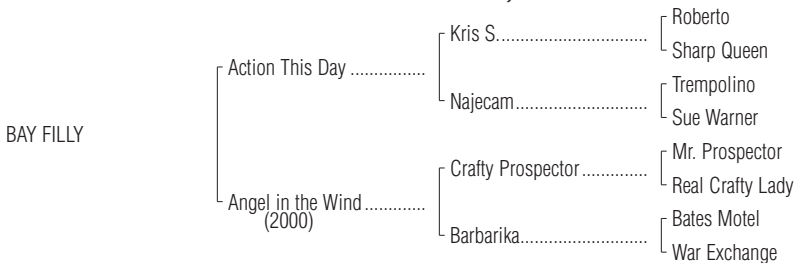 Roberto
Kris S..................................
Sharp Queen
Action This Day ................
Trempolino
Najecam.............................
Sue Warner
BAY FILLY
Mr. Prospector
Crafty Prospector ..............
Real Crafty Lady
Angel in the Wind .............
(2000)
Bates Motel
Barbarika............................
War Exchange